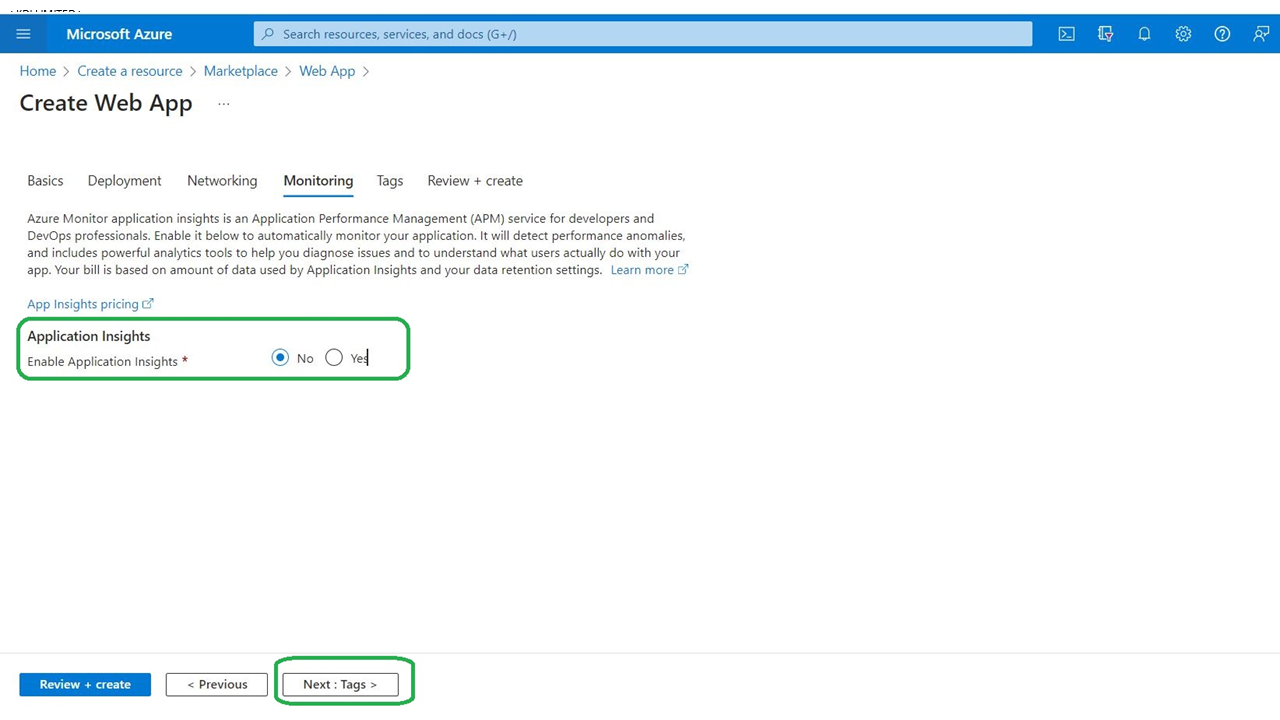 Microsoft Azure
Search resources, services, and docs (G+/)
Home > Create a resource > Marketplace > Web App >
Create Web App ...
Basics Deployment Networking Monitoring Tags Review + create
Azure Monitor application insights is an Application Performance Management (APM) service for developers and
DevOps professionals. Enable it below to automatically monitor your application. It will detect performance anomalies,
and includes powerful analytics tools to help you diagnose issues and to understand what users actually do with your
app. Your bill is based on amount of data used by Application Insights and your data retention settings. Learn more
App Insights pricing
Application Insights
Enable Application Insights * No Yes
Review + create < Previous Next : Tags >